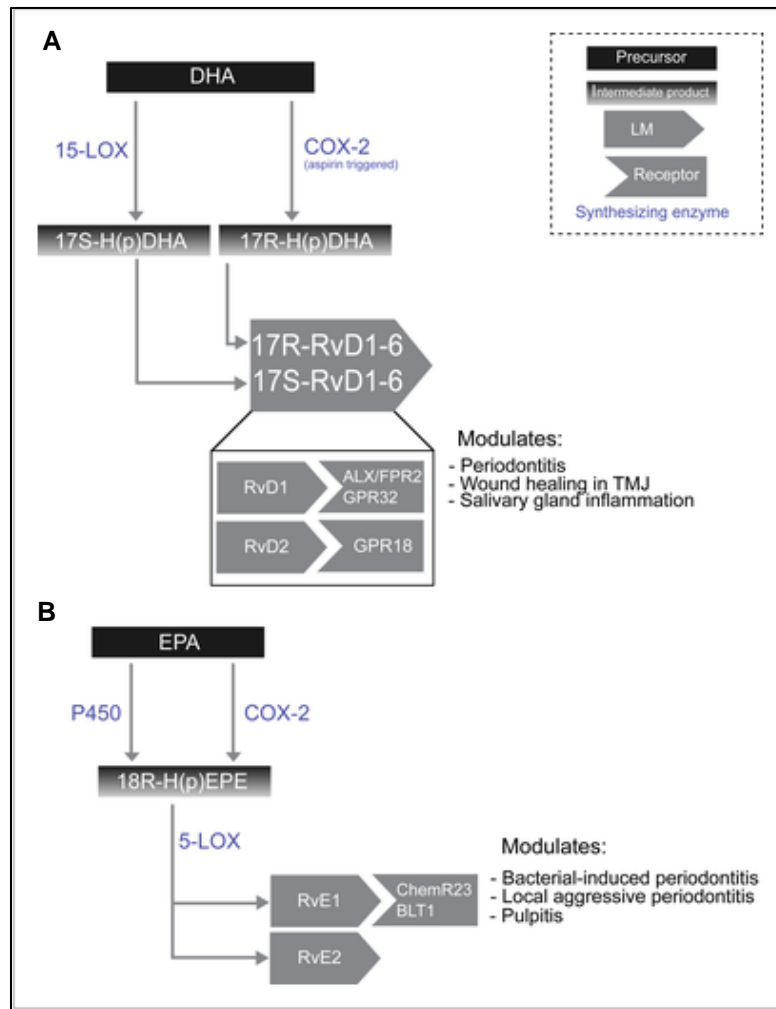 A
DHA
15-LOX
COX-2
(aspirin triggered)
17S-H(p)DHA
17R-H(p)DHA
17R-RvD1-6
17S-RvD1-6
RvD1
ALX/FPR2
GPR32
RvD2
GPR18
Modulates:
- Periodontitis
- Wound healing in TMJ
- Salivary gland inflammation
Precursor
Intermediate product
LM
Receptor
Synthesizing enzyme
B
EPA
P450
COX-2
18R-H(p)EPE
5-LOX
RvE1
ChemR23
BLT1
RvE2
Modulates:
- Bacterial-induced periodontitis
- Local aggressive periodontitis
- Pulpitis